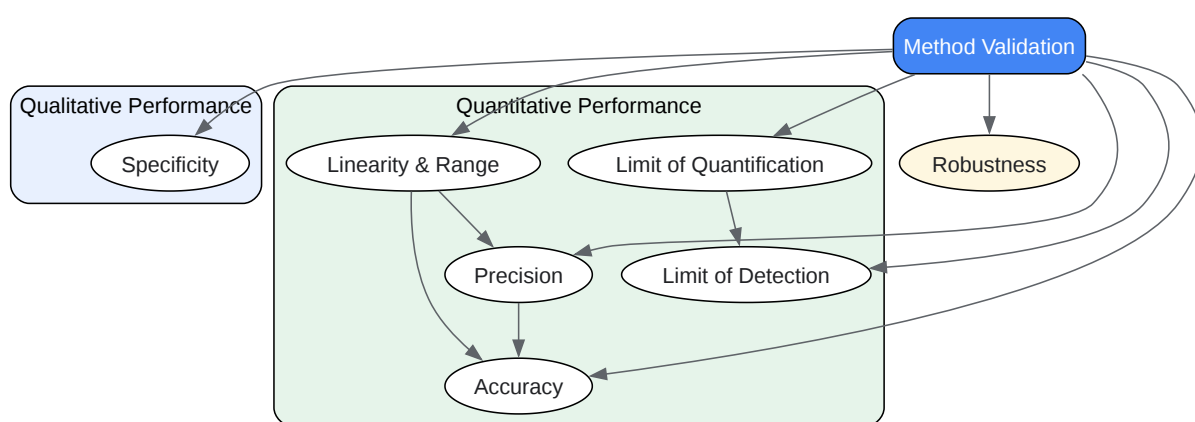 Method Validation
Qualitative Performance
Quantitative Performance
Specificity
Linearity & Range
Limit of Quantification
Robustness
Precision
Limit of Detection
Accuracy